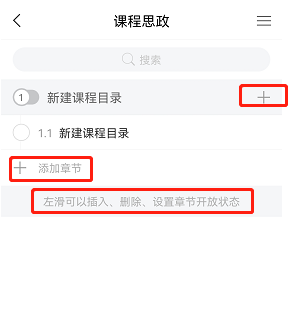 课程思政
搜索
1 新建课程目录
1.1 新建课程目录
添加章节
左滑可以插入、删除、设置章节开放状态